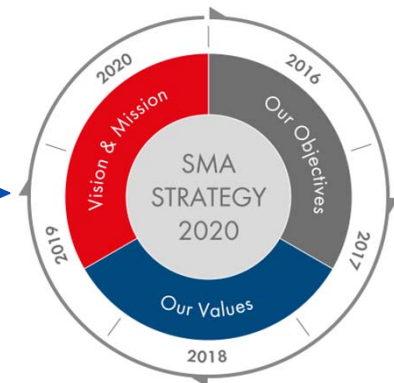 2020
2016
Vision & Mission
Our Objectives
SMA
STRATEGY
2020
2019
2017
Our Values
2018